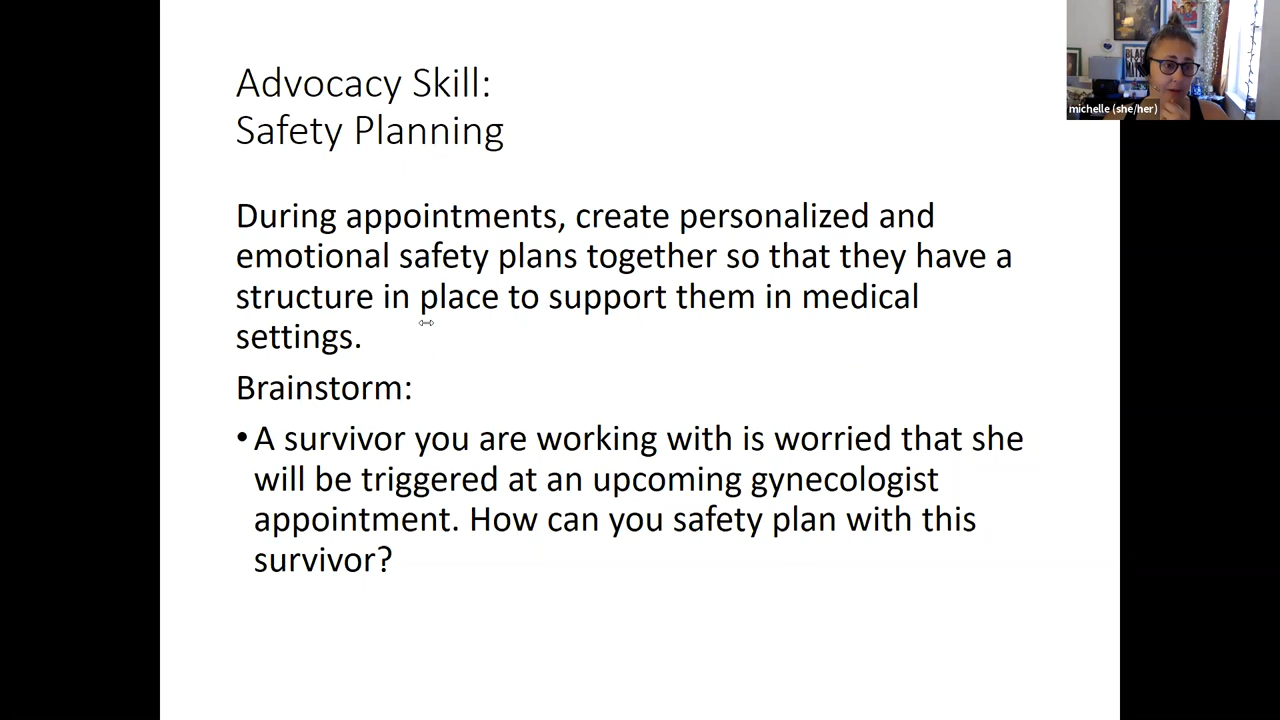 Advocacy Skill:
Safety Planning
michelle (she/her)
During appointments, create personalized and
emotional safety plans together so that they have a
structure in place to support them in medical
settings.
Brainstorm:
• A survivor you are working with is worried that she
will be triggered at an upcoming gynecologist
appointment. How can you safety plan with this
survivor?